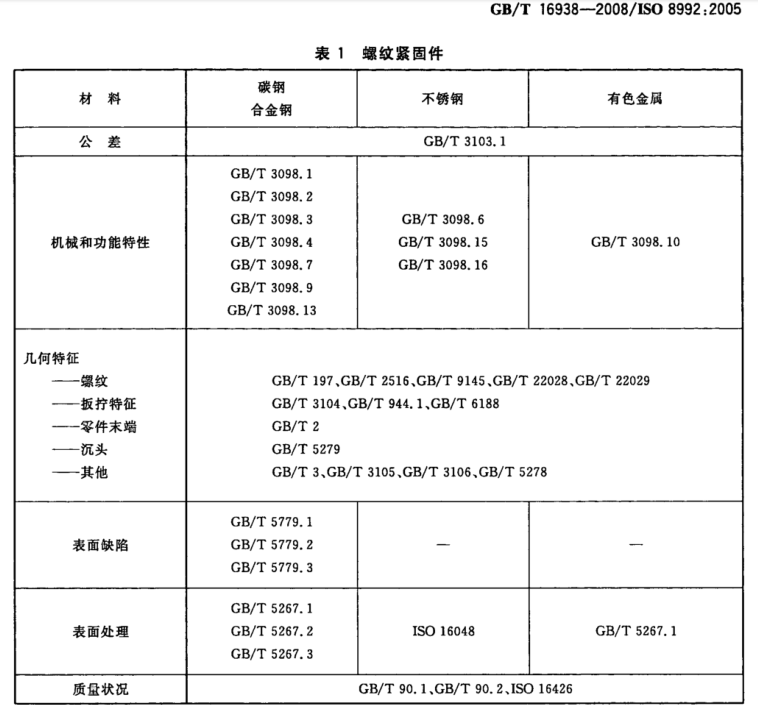 GB/T 16938—2008/ISO 8992:2005
表 1 螺纹紧固件
材 料
碳钢
合金钢
不锈钢
有色金属
公 差
GB/T 3103.1
机械和功能特性
GB/T 3098.1
GB/T 3098.2
GB/T 3098.3
GB/T 3098.4
GB/T 3098.7
GB/T 3098.9
GB/T 3098.13
GB/T 3098.6
GB/T 3098.15
GB/T 3098.16
GB/T 3098.10
几何特征
——螺纹 GB/T 197、GB/T 2516、GB/T 9145、GB/T 22028、GB/T 22029
——扳拧特征 GB/T 3104、GB/T 944.1、GB/T 6188
——零件末端 GB/T 2
——沉头 GB/T 5279
——其他 GB/T 3、GB/T 3105、GB/T 3106、GB/T 5278
表面缺陷
GB/T 5779.1
GB/T 5779.2
GB/T 5779.3
—
—
表面处理
GB/T 5267.1
GB/T 5267.2
GB/T 5267.3
ISO 16048
GB/T 5267.1
质量状况
GB/T 90.1、GB/T 90.2、ISO 16426